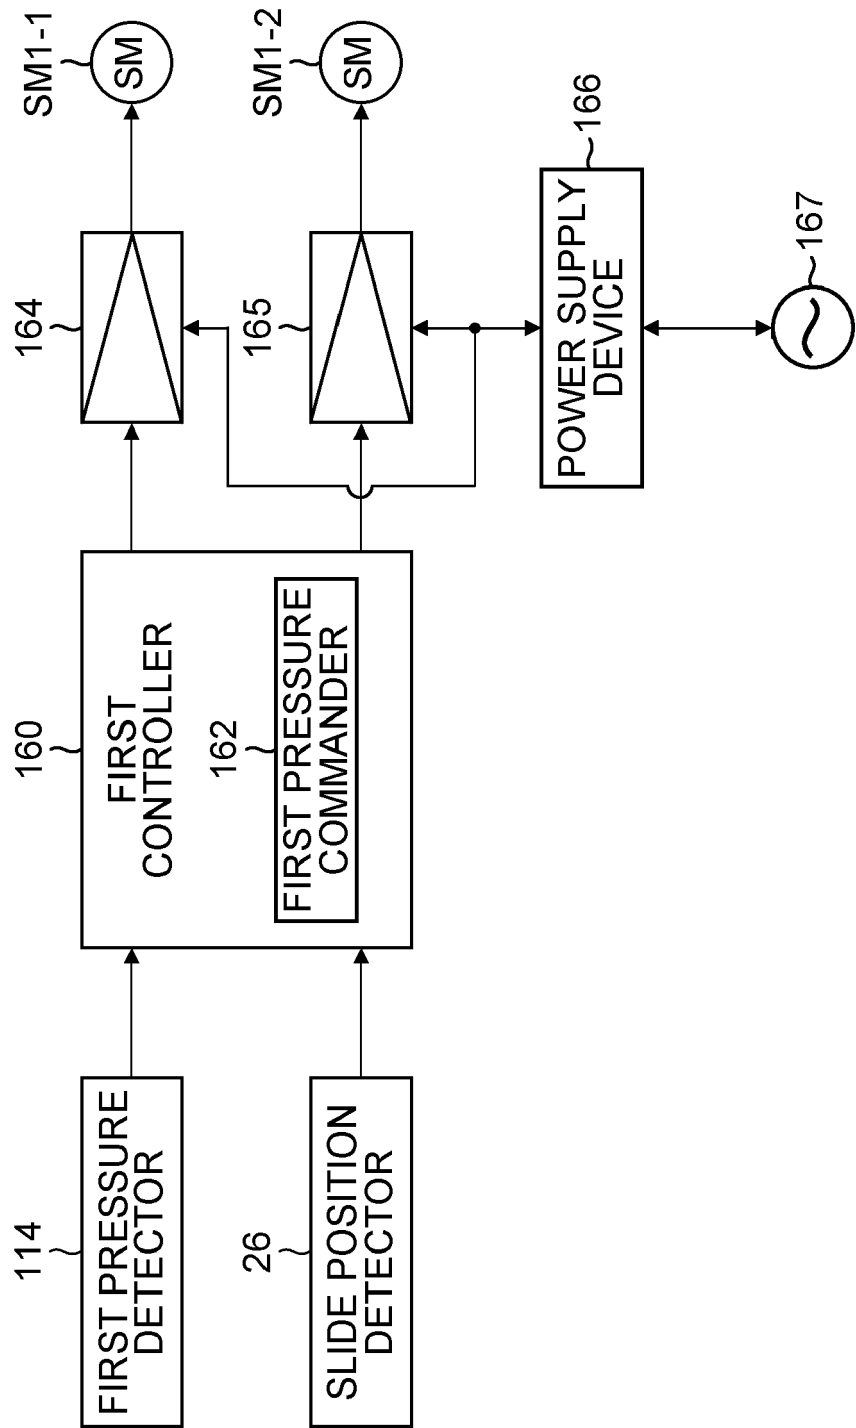 114
FIRST PRESSURE
DETECTOR
26
SLIDE POSITION
DETECTOR
160
FIRST
CONTROLLER
162
FIRST PRESSURE
COMMANDER
164
165
SM1-1
SM
SM1-2
SM
POWER SUPPLY
DEVICE
166
167